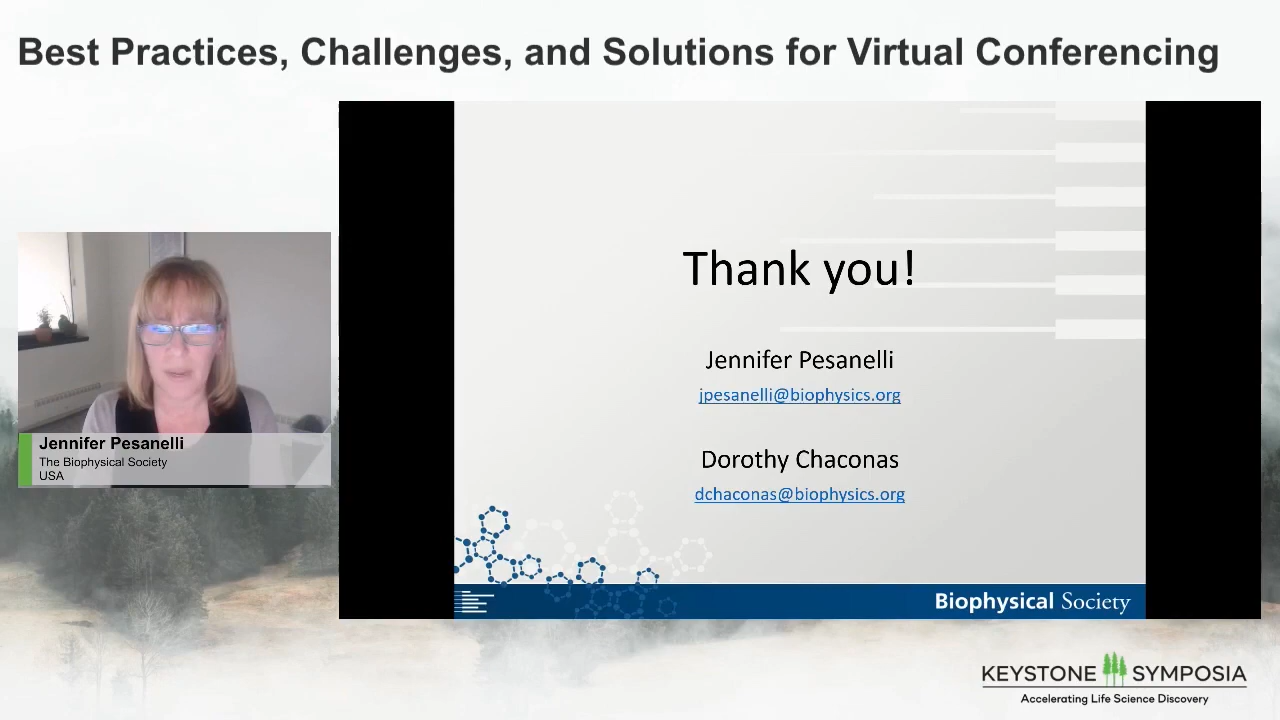 Best Practices, Challenges, and Solutions for Virtual Conferencing
Thank you!
Jennifer Pesanelli
jpesanelli@biophysics.org
Dorothy Chaconas
dchaconas@biophysics.org
Biophysical Society
Jennifer Pesanelli
The Biophysical Society
USA
KEYSTONE SYMPOSIA
Accelerating Life Science Discovery